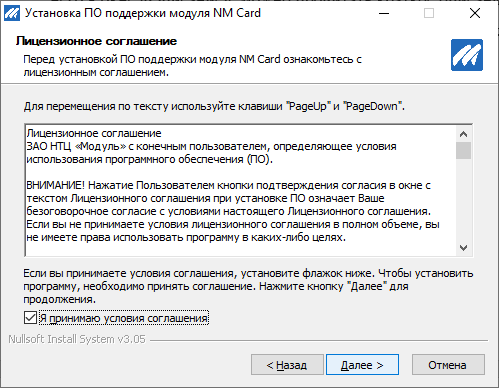 Установка ПО поддержки модуля NM Card
Лицензионное соглашение
Перед установкой ПО поддержки модуля NM Card ознакомьтесь с
лицензионным соглашением.
Для перемещения по тексту используйте клавиши "PageUp" и "PageDown".
Лицензионное соглашение
ЗАО НТЦ «Модуль» с конечным пользователем, определяющее условия
использования программного обеспечения (ПО).
ВНИМАНИЕ! Нажатие Пользователем кнопки подтверждения согласия в окне с
текстом Лицензионного соглашения при установке ПО означает Ваше
безоговорочное согласие с условиями настоящего Лицензионного соглашения.
Если вы не принимаете условия лицензионного соглашения в полном объеме, вы
не имеете права использовать программу в каких-либо целях.
Если вы принимаете условия соглашения, установите флажок ниже. Чтобы установить
программу, необходимо принять соглашение. Нажмите кнопку "Далее" для
продолжения.
Я принимаю условия соглашения
Nullsoft Install System v3.05
< Назад
Далее >
Отмена